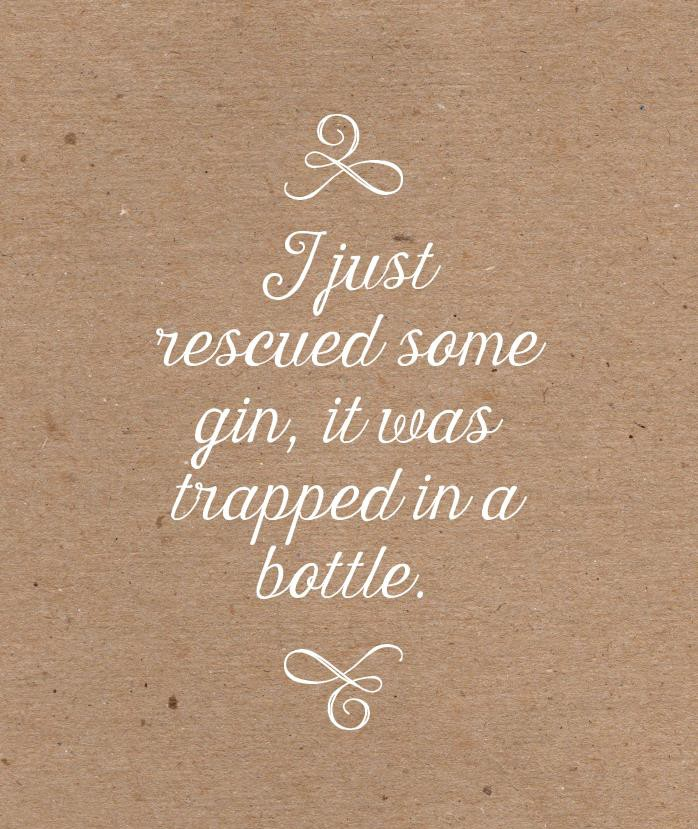 I just
rescued some
gin, it was
trapped in a
bottle.